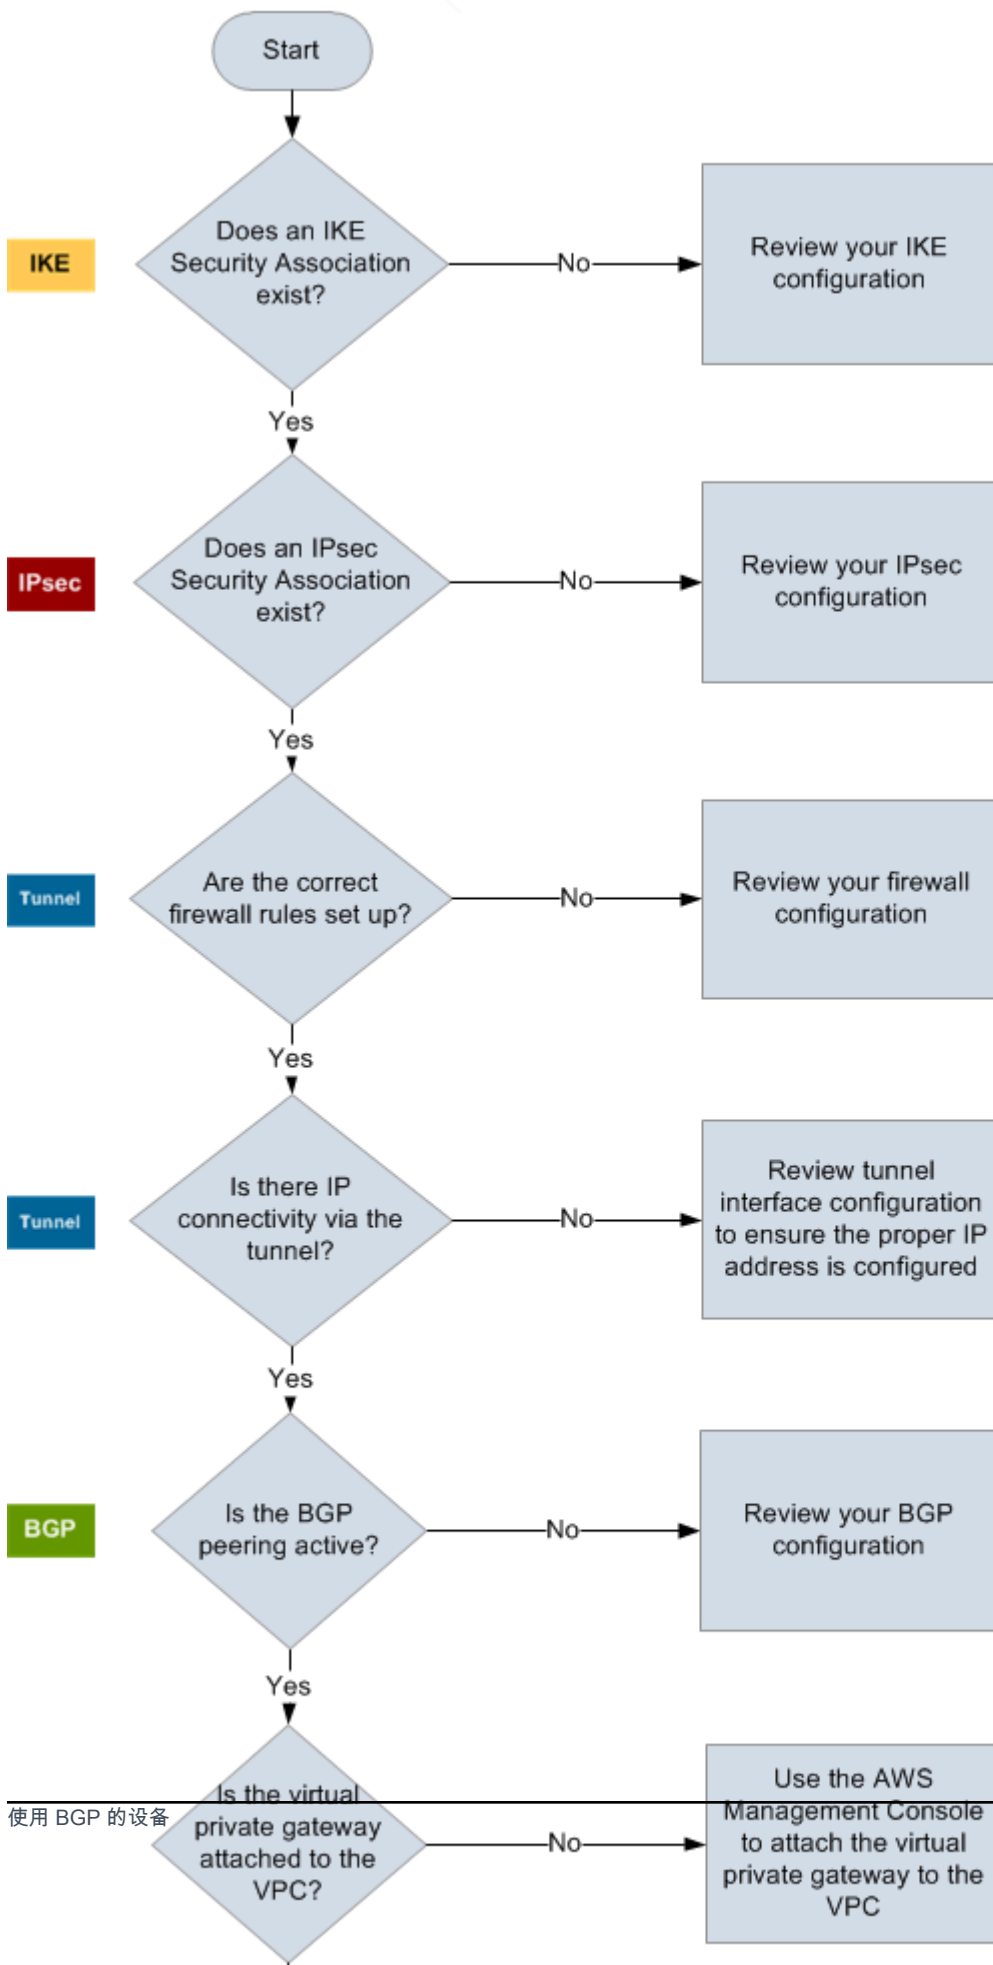 Start
IKE
Does an IKE
Security Association
exist?
No
Review your IKE
configuration
Yes
IPsec
Does an IPsec
Security Association
exist?
No
Review your IPsec
configuration
Yes
Tunnel
Are the correct
firewall rules set up?
No
Review your firewall
configuration
Yes
Tunnel
Is there IP
connectivity via the
tunnel?
No
Review tunnel
interface configuration
to ensure the proper IP
address is configured
Yes
BGP
Is the BGP
peering active?
No
Review your BGP
configuration
Yes
Is the virtual
private gateway
attached to the
VPC?
No
Use the AWS
Management Console
to attach the virtual
private gateway to the
VPC
使用 BGP 的设备